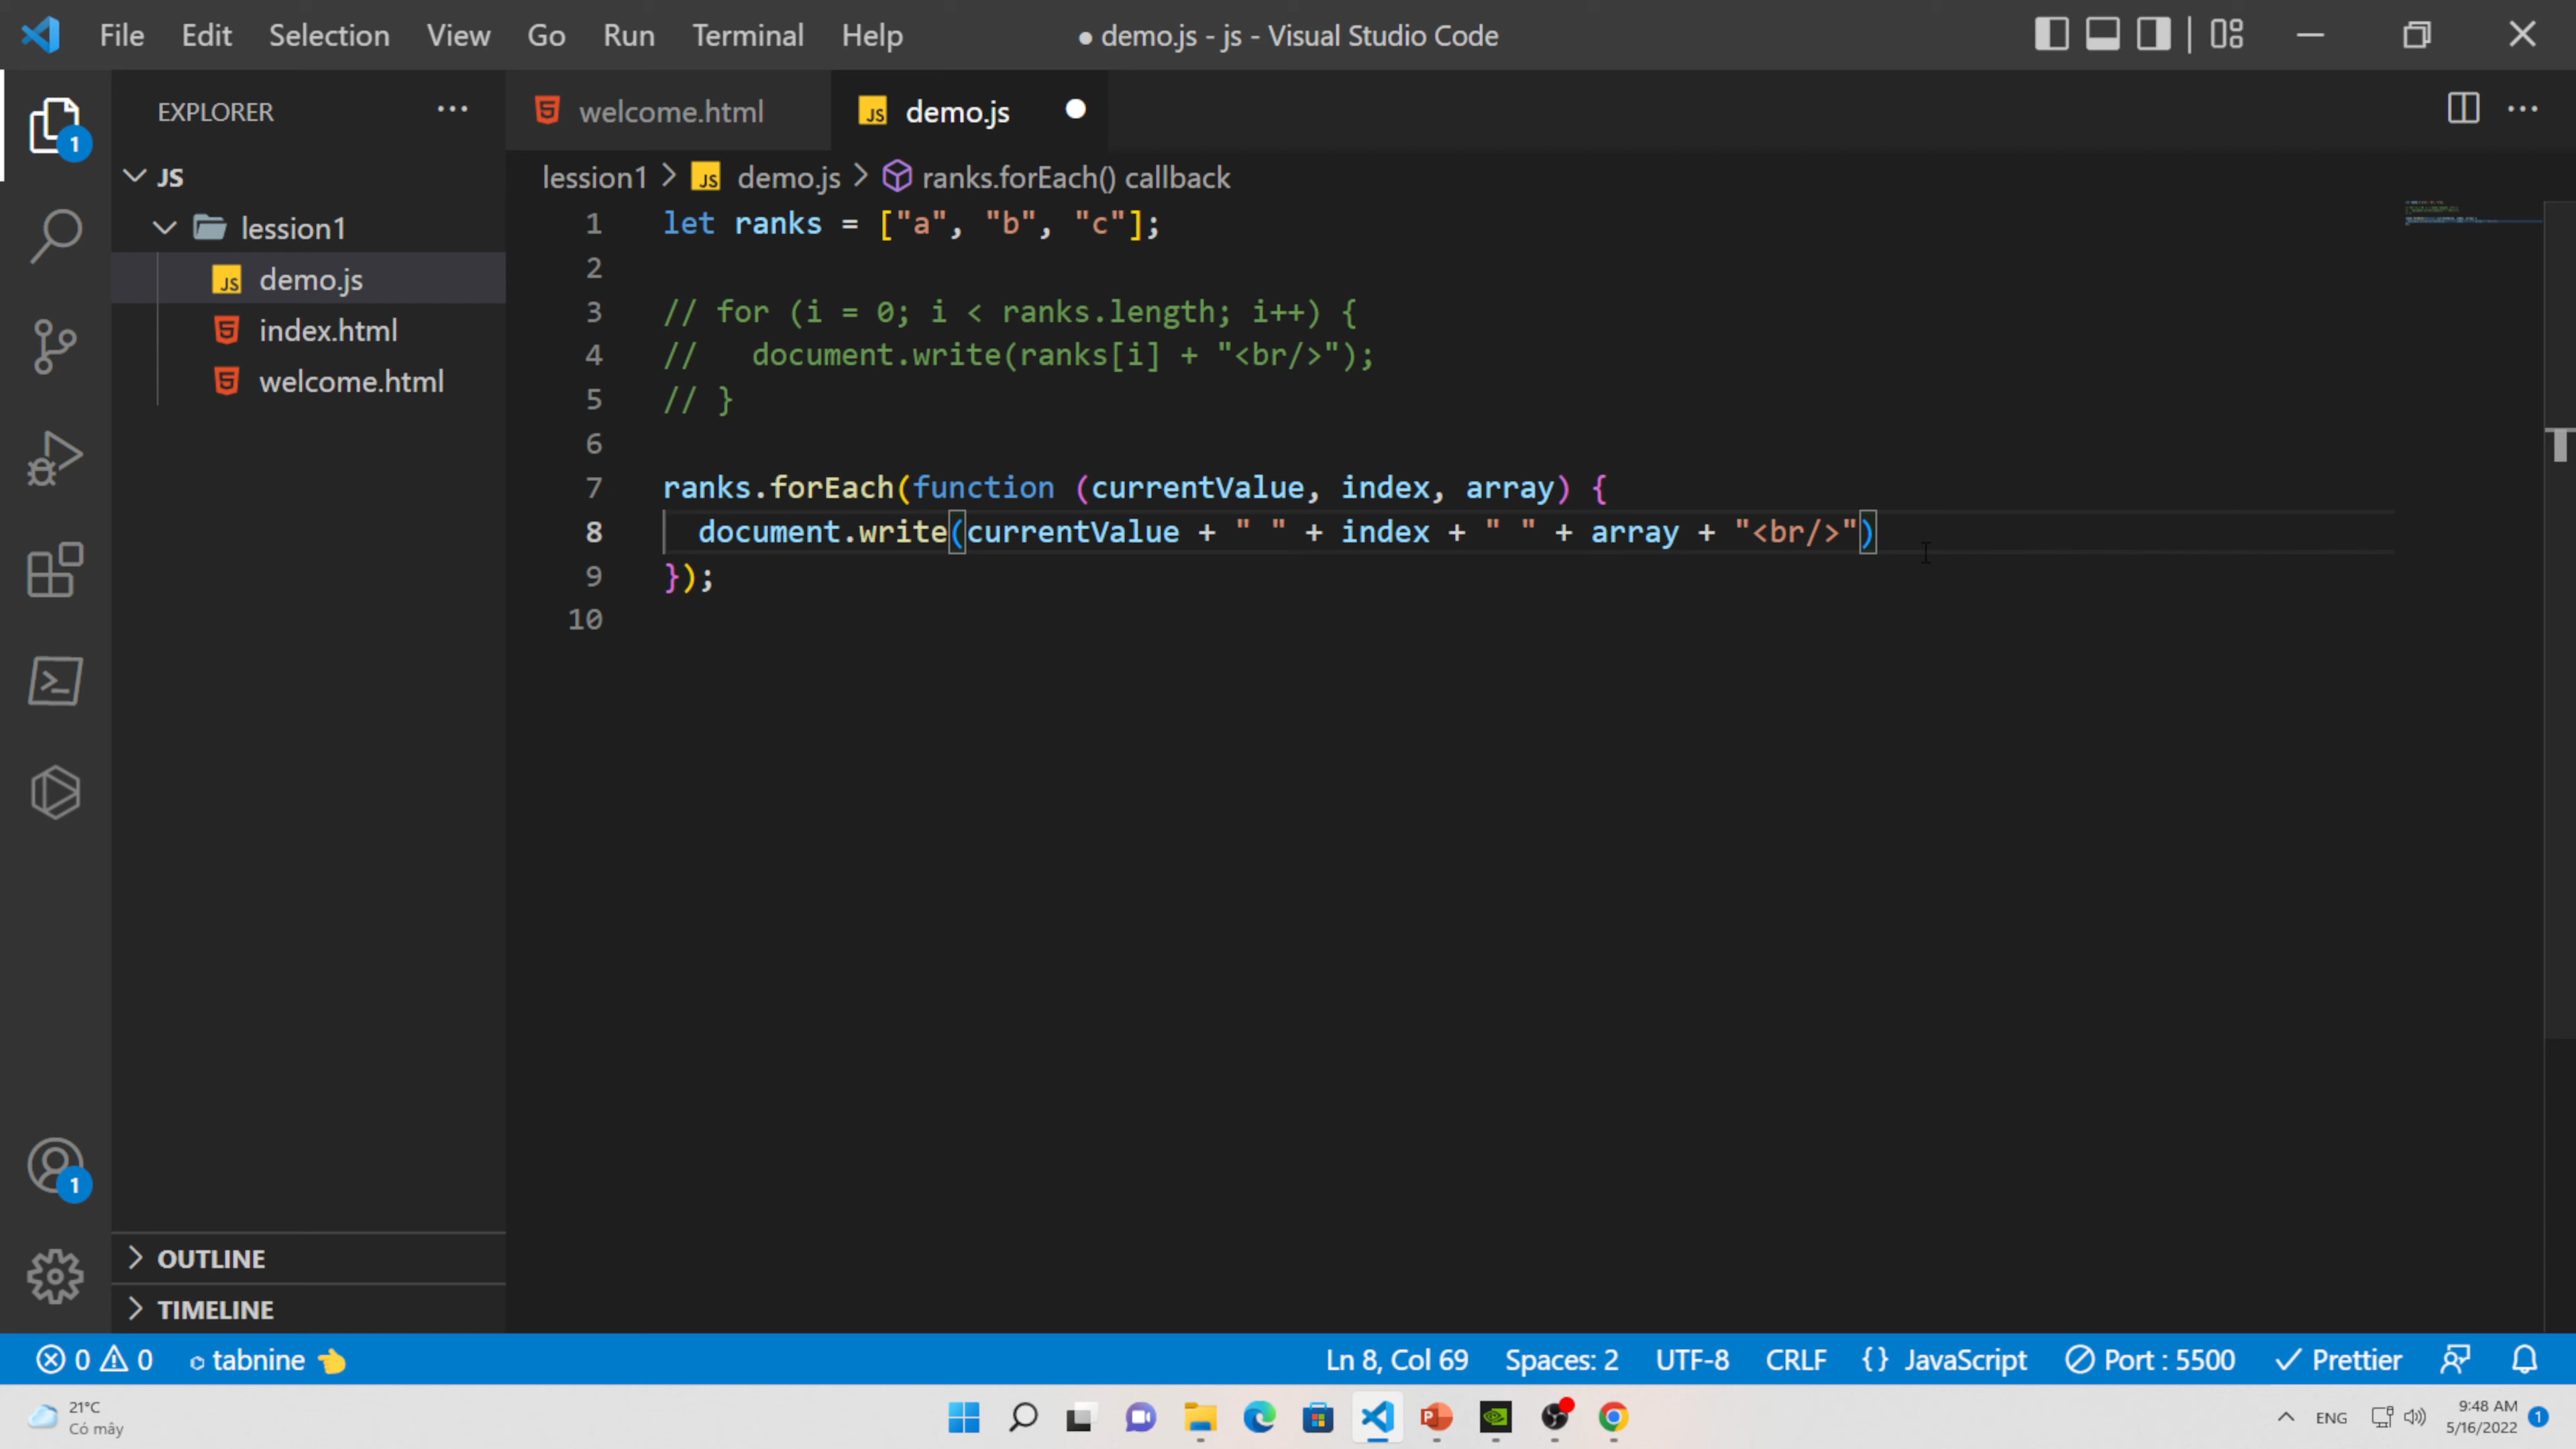 File Edit Selection View Go Run Terminal Help ● demo.js - js - Visual Studio Code
EXPLORER
welcome.html
demo.js
1
lession1 > demo.js > ranks.forEach() callback
JS
lession1
demo.js
index.html
welcome.html
1 let ranks = ["a", "b", "c"];
2
3 // for (i = 0; i < ranks.length; i++) {
4 //   document.write(ranks[i] + "<br/>");
5 // }
6
7 ranks.forEach(function (currentValue, index, array) {
8   document.write(currentValue + " " + index + " " + array + "<br/>")
9 });
10
1
OUTLINE
TIMELINE
0 0 tabnine Ln 8, Col 69 Spaces: 2 UTF-8 CRLF {} JavaScript Port : 5500 Prettier
21°C
Có mây
ENG
9:48 AM
5/16/2022
1